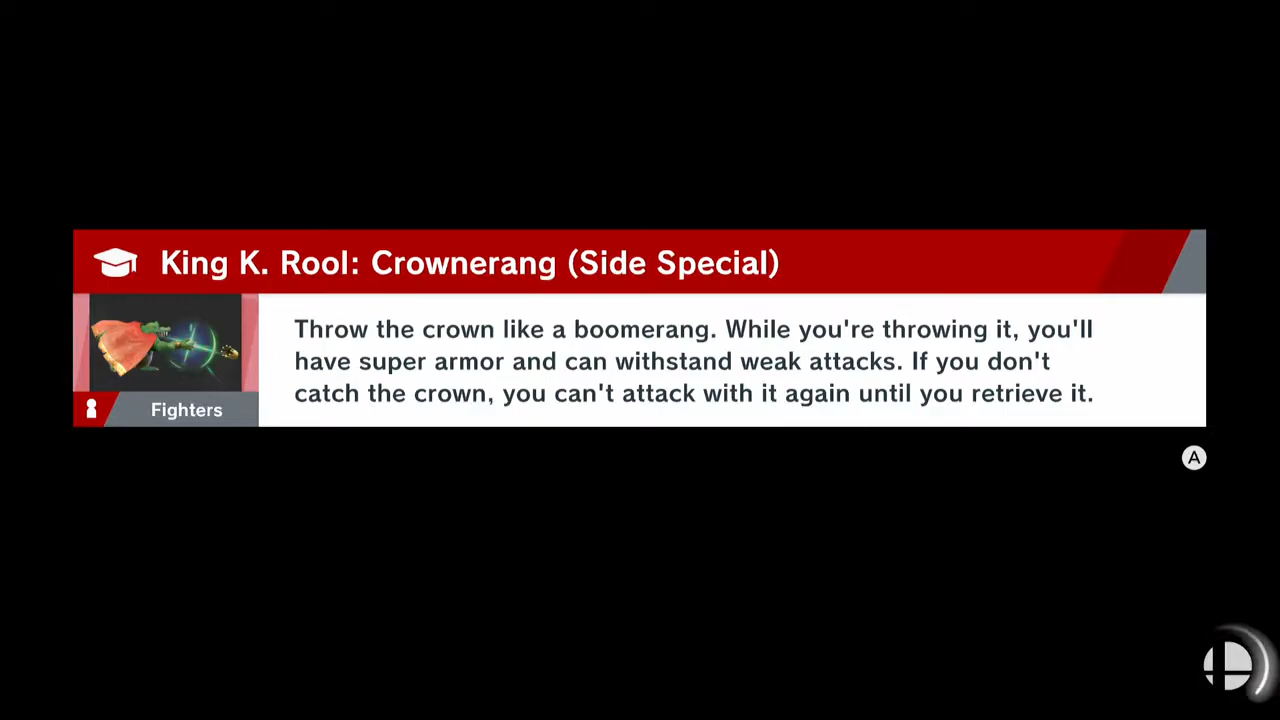 King K. Rool: Crownerang (Side Special)
Throw the crown like a boomerang. While you're throwing it, you'll
have super armor and can withstand weak attacks. If you don't
catch the crown, you can't attack with it again until you retrieve it.
Fighters
A